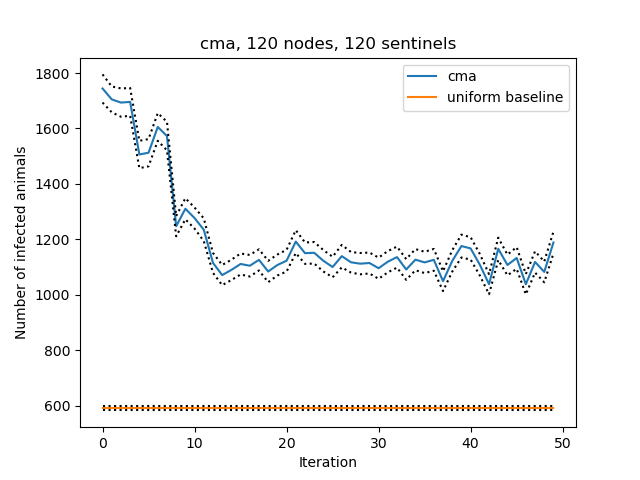 cma, 120 nodes, 120 sentinels
cma
uniform baseline
Number of infected animals
1800
1600
1400
1200
1000
800
600
0 10 20 30 40 50
Iteration